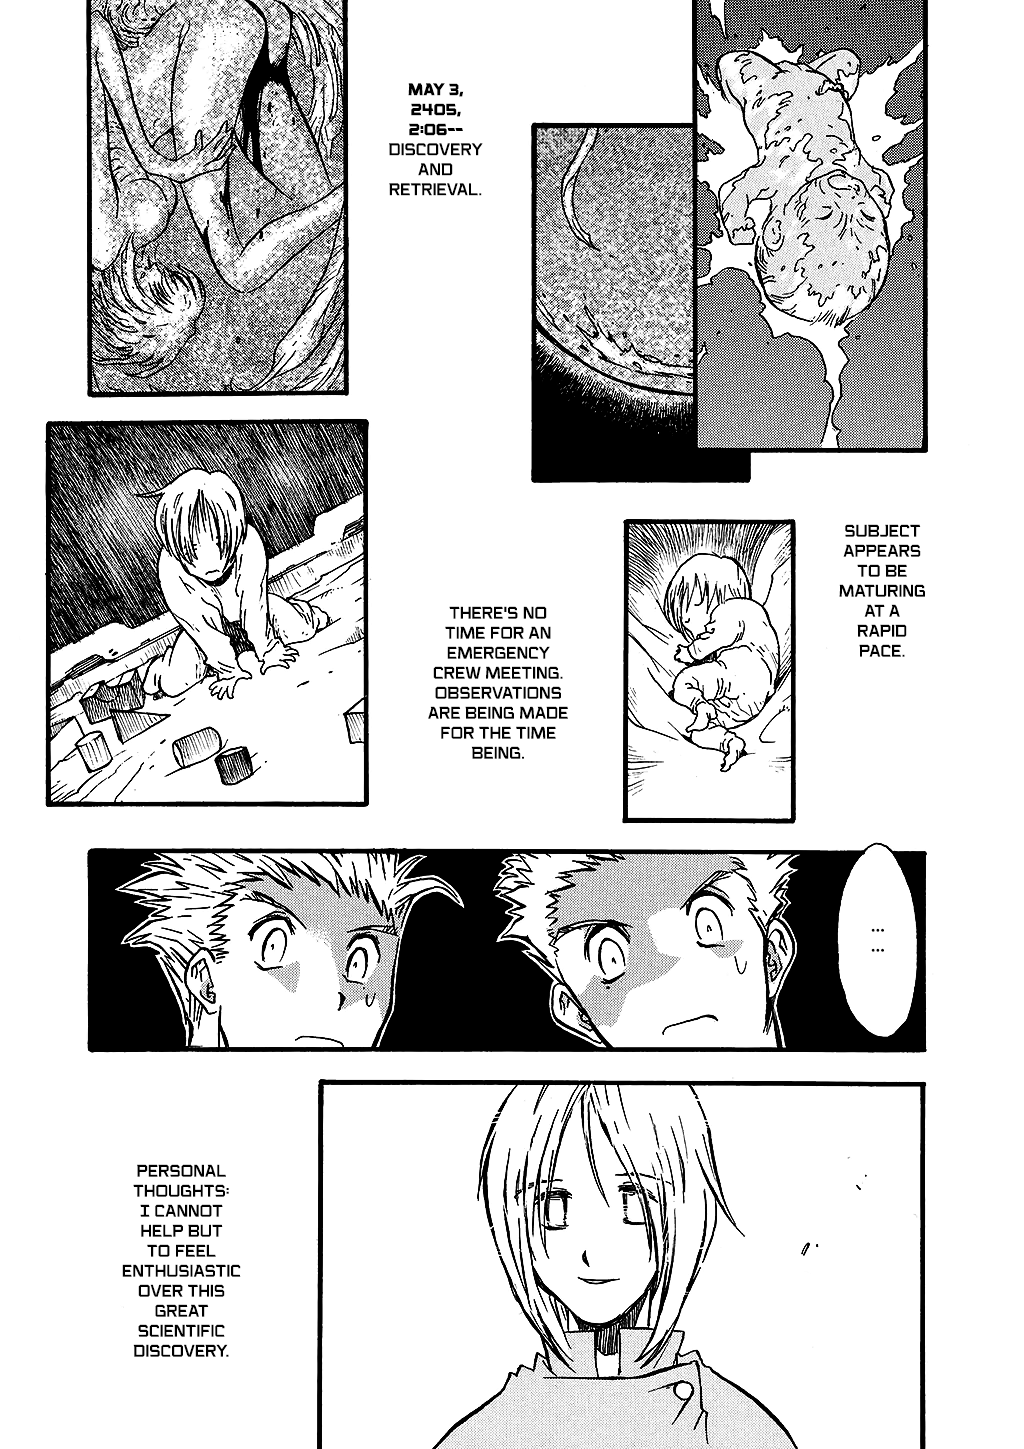 MAY 3,
2405,
2:06--
DISCOVERY
AND
RETRIEVAL.
SUBJECT
APPEARS
TO BE
MATURING
AT A
RAPID
PACE.
THERE'S NO
TIME FOR AN
EMERGENCY
CREW MEETING.
OBSERVATIONS
ARE BEING MADE
FOR THE TIME
BEING.
...
...
PERSONAL
THOUGHTS:
I CANNOT
HELP BUT
TO FEEL
ENTHUSIASTIC
OVER THIS
GREAT
SCIENTIFIC
DISCOVERY.